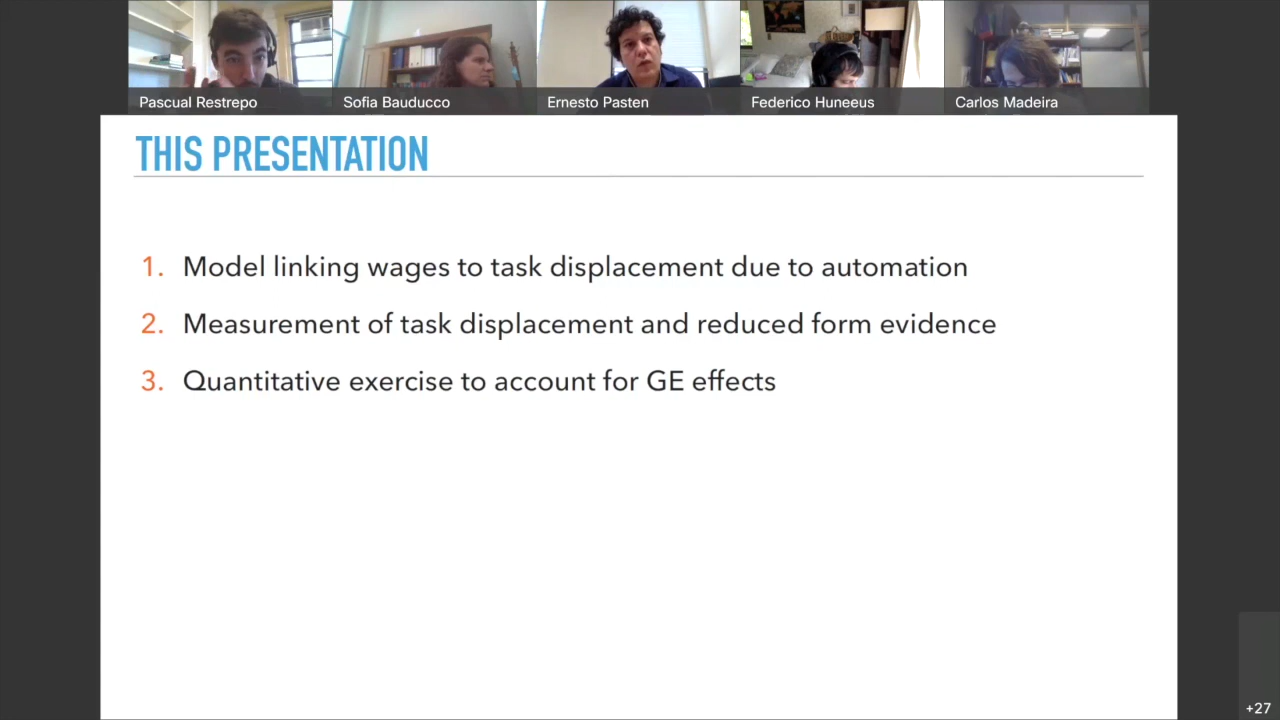 Pascual Restrepo
Sofia Bauducco
Ernesto Pasten
Federico Huneeus
Carlos Madeira
THIS PRESENTATION
1. Model linking wages to task displacement due to automation
2. Measurement of task displacement and reduced form evidence
3. Quantitative exercise to account for GE effects
+27